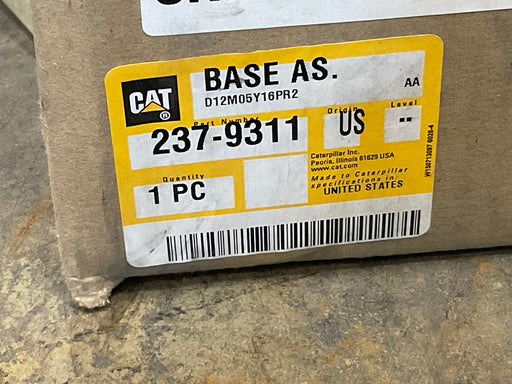 BASE AS.
D12M05Y16PR2
AA
CAT
®
Part Number
237-9311
Origin
US
Level
--
Quantity
1 PC
Caterpillar Inc.
Peoria, Illinois 61629 USA
www.cat.com
Made to Caterpillar
specifications in
UNITED STATES